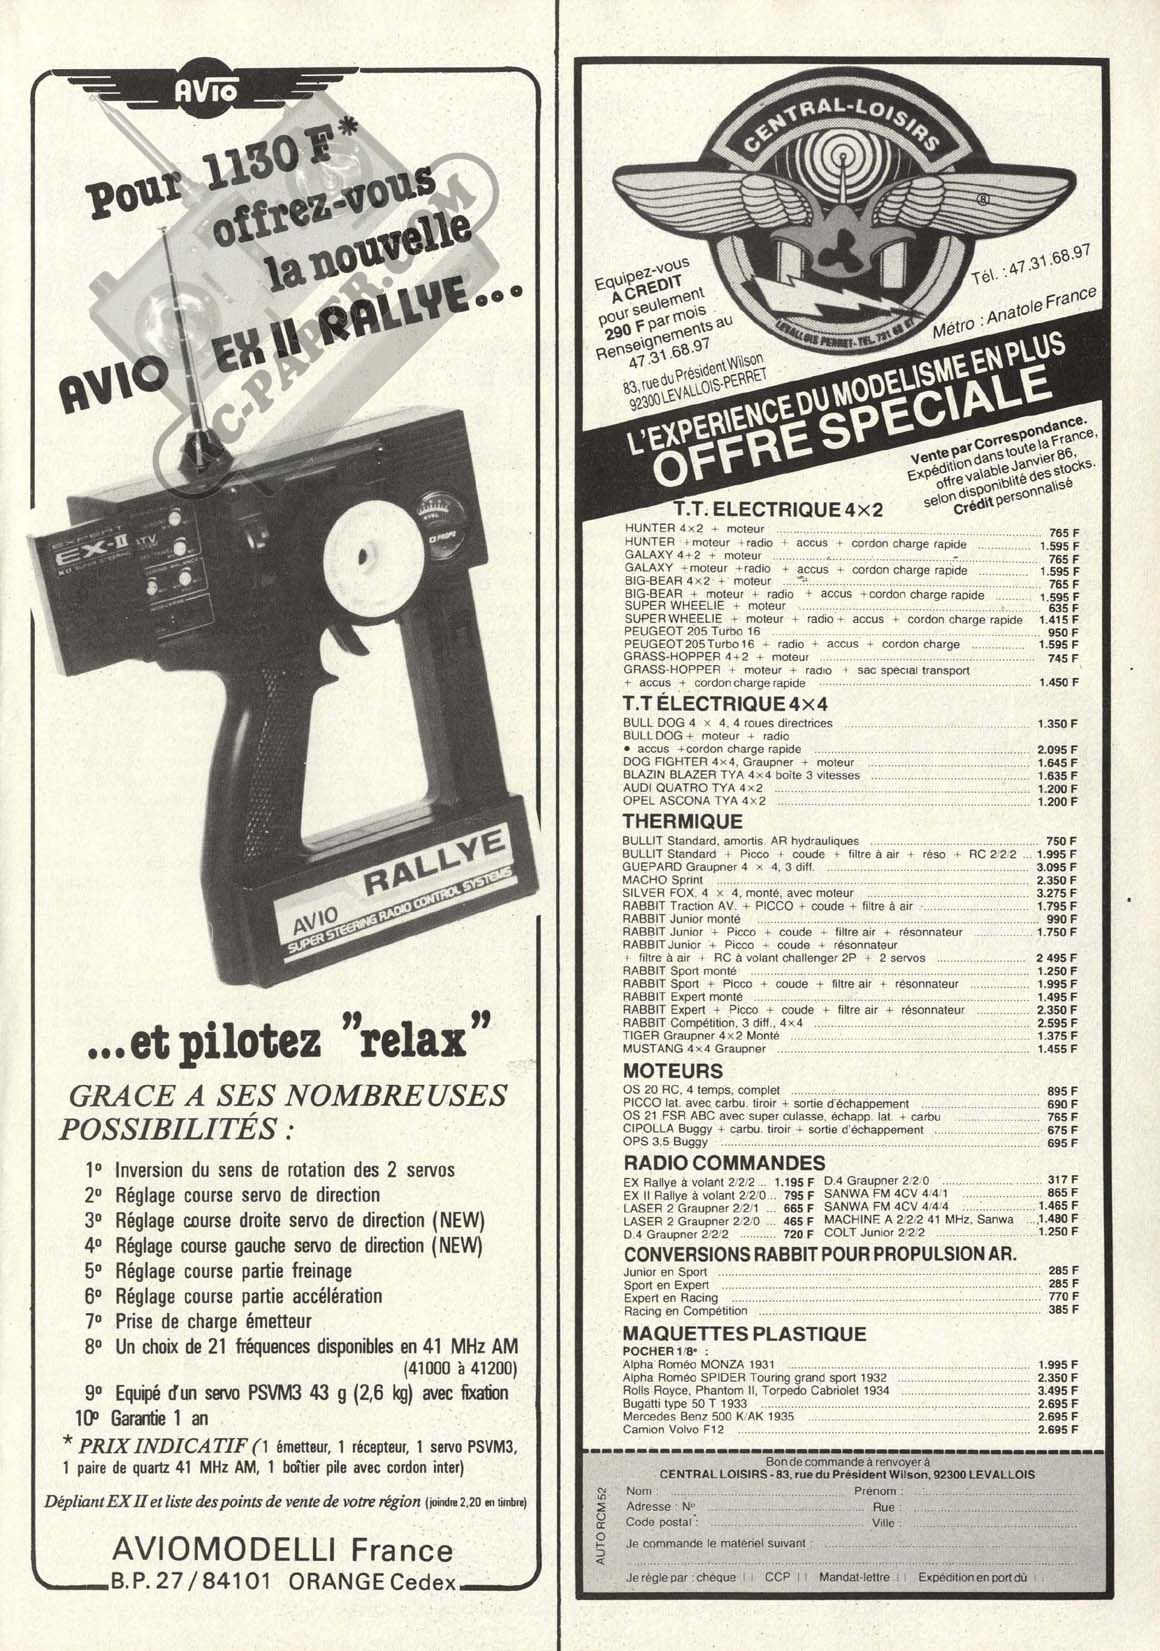 AVIO
Pour 1130 F*
offrez-vous
la nouvelle
AVIO EX II RALLYE...
RC-PAPER.COM
EXPERT
EX-II
AVIO RALLYE
SUPER STEERING RADIO CONTROL SYSTEMS
...et pilotez "relax"
GRACE A SES NOMBREUSES
POSSIBILITÉS :
1º Inversion du sens de rotation des 2 servos
2º Réglage course servo de direction
3º Réglage course droite servo de direction (NEW)
4º Réglage course gauche servo de direction (NEW)
5º Réglage course partie freinage
6º Réglage course partie accélération
7º Prise de charge émetteur
8º Un choix de 21 fréquences disponibles en 41 MHz AM
(41000 à 41200)
9º Equipé d'un servo PSVM3 43 g (2,6 kg) avec fixation
10º Garantie 1 an
* PRIX INDICATIF (1 émetteur, 1 récepteur, 1 servo PSVM3,
1 paire de quartz 41 MHz AM, 1 boîtier pile avec cordon inter)
Dépliant EX II et liste des points de vente de votre région (joindre 2,20 en timbre)
AVIOMODELLI France
B.P. 27 / 84101 ORANGE Cedex
CENTRAL-LOISIRS
®
LEVALLOIS PERRET-TEL. 731 68 97
Equipez-vous
A CREDIT
pour seulement
290 F par mois
Renseignements au
47.31.68.97
83, rue du Président Wilson
92300 LEVALLOIS-PERRET
Tél. : 47.31.68.97
Métro : Anatole France
L'EXPERIENCE DU MODELISME EN PLUS
OFFRE SPECIALE
Vente par Correspondance.
Expédition dans toute la France,
offre valable Janvier 86,
selon disponiblité des stocks.
Crédit personnalisé
T.T. ELECTRIQUE 4×2
HUNTER 4×2 + moteur 765 F
HUNTER +moteur +radio + accus + cordon charge rapide 1.595 F
GALAXY 4+2 + moteur 765 F
GALAXY +moteur +radio + accus + cordon charge rapide 1.595 F
BIG-BEAR 4×2 + moteur 765 F
BIG-BEAR + moteur + radio + accus +cordon charge rapide 1.595 F
SUPER WHEELIE + moteur 635 F
SUPER WHEELIE + moteur + radio + accus + cordon charge rapide 1.415 F
PEUGEOT 205 Turbo 16 950 F
PEUGEOT 205 Turbo 16 + radio + accus + cordon charge 1.595 F
GRASS-HOPPER 4+2 + moteur 745 F
GRASS-HOPPER + moteur + radio + sac special transport
+ accus + cordon charge rapide 1.450 F
T.T ÉLECTRIQUE 4×4
BULL DOG 4 × 4, 4 roues directrices 1.350 F
BULL DOG + moteur + radio
• accus +cordon charge rapide 2.095 F
DOG FIGHTER 4×4, Graupner + moteur 1.645 F
BLAZIN BLAZER TYA 4×4 boîte 3 vitesses 1.635 F
AUDI QUATRO TYA 4×2 1.200 F
OPEL ASCONA TYA 4×2 1.200 F
THERMIQUE
BULLIT Standard, amortis. AR hydrauliques 750 F
BULLIT Standard + Picco + coude + filtre à air + réso + RC 2/2/2 ... 1.995 F
GUEPARD Graupner 4 × 4, 3 diff. 3.095 F
MACHO Sprint 2.350 F
SILVER FOX, 4 × 4, monté, avec moteur 3.275 F
RABBIT Traction AV. + PICCO + coude + filtre à air 1.795 F
RABBIT Junior monté 990 F
RABBIT Junior + Picco + coude + filtre air + résonnateur 1.750 F
RABBIT Junior + Picco + coude + résonnateur
+ filtre à air + RC à volant challenger 2P + 2 servos 2 495 F
RABBIT Sport monté 1.250 F
RABBIT Sport + Picco + coude + filtre air + résonnateur 1.995 F
RABBIT Expert monté 1.495 F
RABBIT Expert + Picco + coude + filtre air + résonnateur 2.350 F
RABBIT Compétition, 3 diff., 4×4 2.595 F
TIGER Graupner 4×2 Monté 1.375 F
MUSTANG 4×4 Graupner 1.455 F
MOTEURS
OS 20 RC, 4 temps, complet 895 F
PICCO lat. avec carbu. tiroir + sortie d'échappement 690 F
OS 21 FSR ABC avec super culasse, échapp. lat. + carbu 765 F
CIPOLLA Buggy + carbu. tiroir + sortie d'échappement 675 F
OPS 3.5 Buggy 695 F
RADIO COMMANDES
EX Rallye à volant 2/2/2 ... 1.195 F D.4 Graupner 2/2/0 317 F
EX II Rallye à volant 2/2/0 ... 795 F SANWA FM 4CV 4/4/1 865 F
LASER 2 Graupner 2/2/1 ... 665 F SANWA FM 4CV 4/4/4 1.465 F
LASER 2 Graupner 2/2/0 ... 465 F MACHINE A 2/2/2 41 MHz, Sanwa ... 1.480 F
D.4 Graupner 2/2/2 720 F COLT Junior 2/2/2 1.250 F
CONVERSIONS RABBIT POUR PROPULSION AR.
Junior en Sport 285 F
Sport en Expert 285 F
Expert en Racing 770 F
Racing en Compétition 385 F
MAQUETTES PLASTIQUE
POCHER 1/8e :
Alpha Roméo MONZA 1931 1.995 F
Alpha Roméo SPIDER Touring grand sport 1932 2.350 F
Rolls Royce, Phantom II, Torpedo Cabriolet 1934 3.495 F
Bugatti type 50 T 1933 2.695 F
Mercedes Benz 500 K/AK 1935 2.695 F
Camion Volvo F12 2.695 F
Bon de commande à renvoyer à
CENTRAL LOISIRS - 83, rue du Président Wilson, 92300 LEVALLOIS
Nom : Prénom :
Adresse : Nº Rue :
Code postal : Ville :
Je commande le matériel suivant :
Je règle par : chèque CCP Mandat-lettre Expédition en port dû
AUTO RCM 52